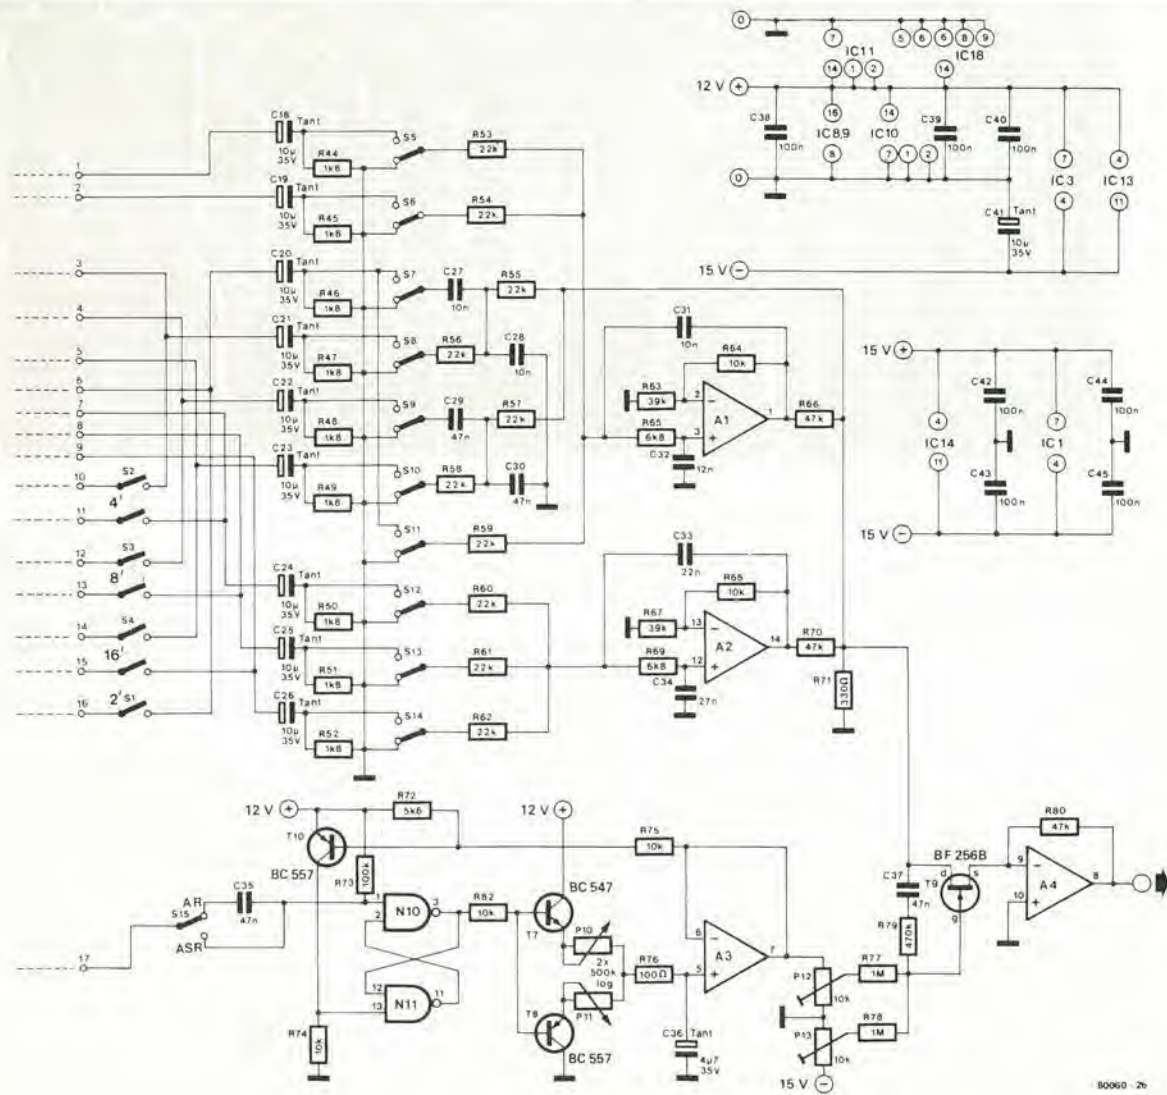 0
7
5 6 6 8 9
IC11
IC18
14 1 2
14
12 V +
C38
100n
16
IC8,9
8
14
IC10
7 1 2
C39
100n
C40
100n
7
IC3
4
4
IC13
11
0
C41 Tant
10µ
35V
15 V −
C18 Tant
10µ
35V
R44
1k8
S5
R53
22k
1
2
C19 Tant
10µ
35V
R45
1k8
S6
R54
22k
3
C20 Tant
10µ
35V
R46
1k8
S7
C27
10n
R55
22k
4
C21 Tant
10µ
35V
R47
1k8
S8
R56
22k
C28
10n
5
6
7
8
9
C22 Tant
10µ
35V
R48
1k8
S9
C29
47n
R57
22k
C23 Tant
10µ
35V
R49
1k8
S10
R58
22k
C30
47n
C31
10n
R64
10k
R63
39k
R65
6k8
C32
12n
2
−
A1
3
+
1
R66
47k
15 V +
C42
100n
C44
100n
4
IC14
11
7
IC1
4
C43
100n
C45
100n
15 V −
10
S2
4'
11
12
S3
8'
13
14
S4
16'
15
16
2' S1
S11
R59
22k
C24 Tant
10µ
35V
R50
1k8
S12
R60
22k
C25 Tant
10µ
35V
R51
1k8
S13
R61
22k
C26 Tant
10µ
35V
R52
1k8
S14
R62
22k
C33
22n
R68
10k
R67
39k
R69
6k8
C34
27n
13
−
A2
12
+
14
R70
47k
R71
330Ω
12 V +
R72
5k6
T10
BC 557
R73
100k
AR
S15
ASR
C35
47n
17
R74
10k
1
2
N10
3
12
13
N11
11
R82
10k
12 V +
BC 547
T7
P10
2x
500k
log
P11
T8
BC 557
R75
10k
R76
100Ω
C36 Tant
4µ7
35V
6
−
A3
5
+
7
P12
10k
P13
10k
15 V −
R77
1M
R78
1M
C37
47n
R79
470k
BF 256B
d
T9
s
g
R80
47k
9
−
A4
10
+
8
80060 - 2b